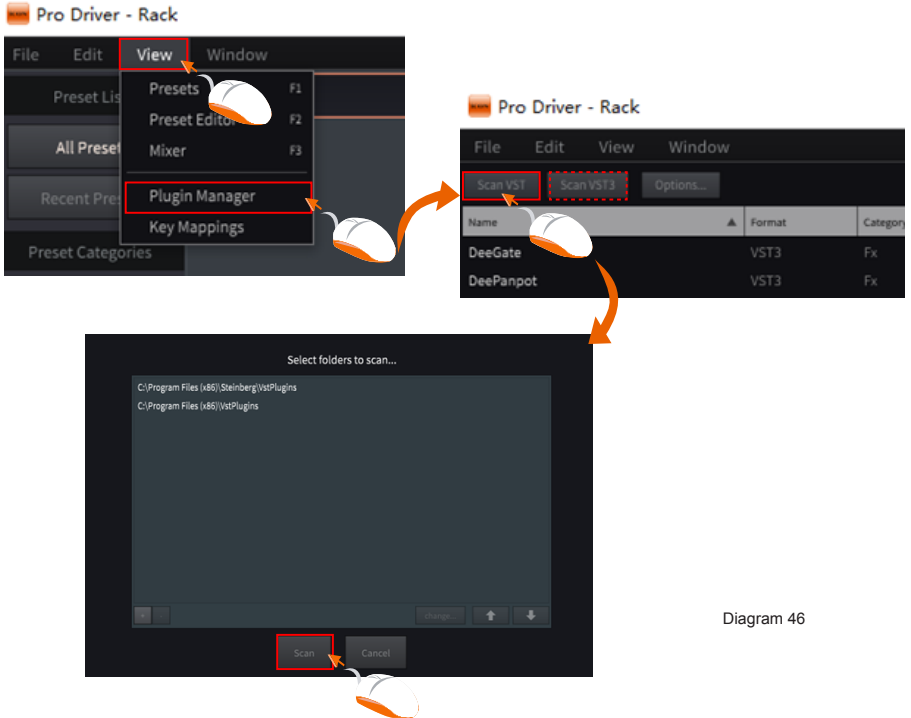 Pro Driver - Rack
File Edit View Window
Preset Lis
Presets F1
Preset Editor F2
All Preset
Mixer F3
Recent Pre
Plugin Manager
Key Mappings
Preset Categories
Pro Driver - Rack
File Edit View Window
Scan VST Scan VST3 Options...
Name Format Category
DeeGate VST3 Fx
DeePanpot VST3 Fx
Select folders to scan...
C:\Program Files (x86)\Steinberg\VstPlugins
C:\Program Files (x86)\VstPlugins
+ - change...
Scan Cancel
Diagram 46